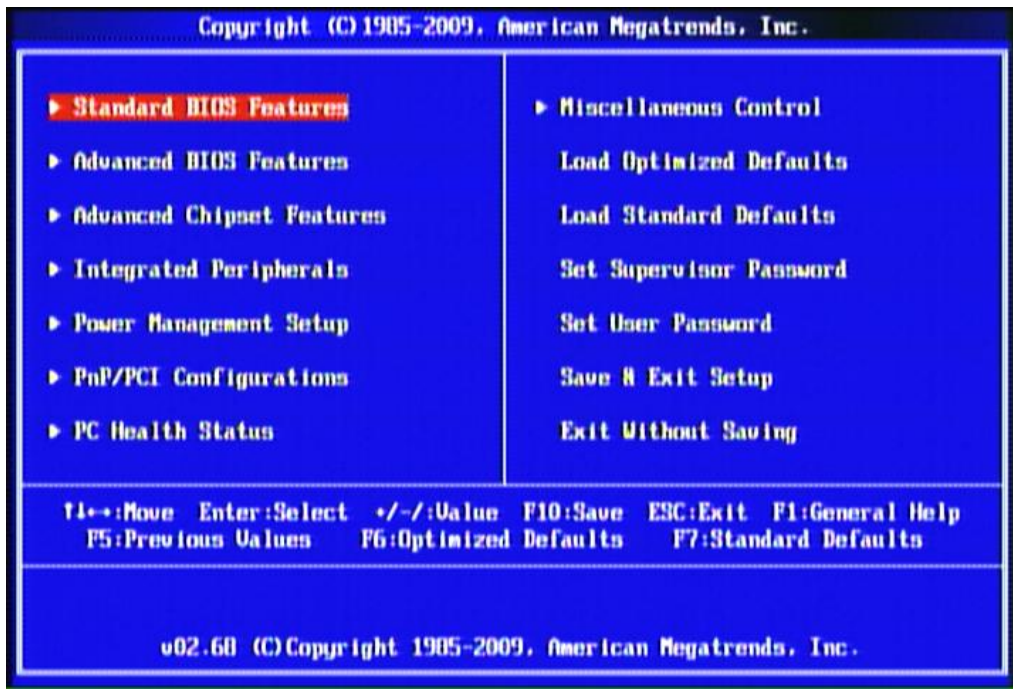 Copyright (C)1985-2009, American Megatrends, Inc.
▶ Standard BIOS Features
▶ Advanced BIOS Features
▶ Advanced Chipset Features
▶ Integrated Peripherals
▶ Power Management Setup
▶ PnP/PCI Configurations
▶ PC Health Status
▶ Miscellaneous Control
Load Optimized Defaults
Load Standard Defaults
Set Supervisor Password
Set User Password
Save & Exit Setup
Exit Without Saving
↑↓←→:Move Enter:Select +/-/:Value F10:Save ESC:Exit F1:General Help
F5:Previous Values F6:Optimized Defaults F7:Standard Defaults
v02.68 (C)Copyright 1985-2009, American Megatrends, Inc.